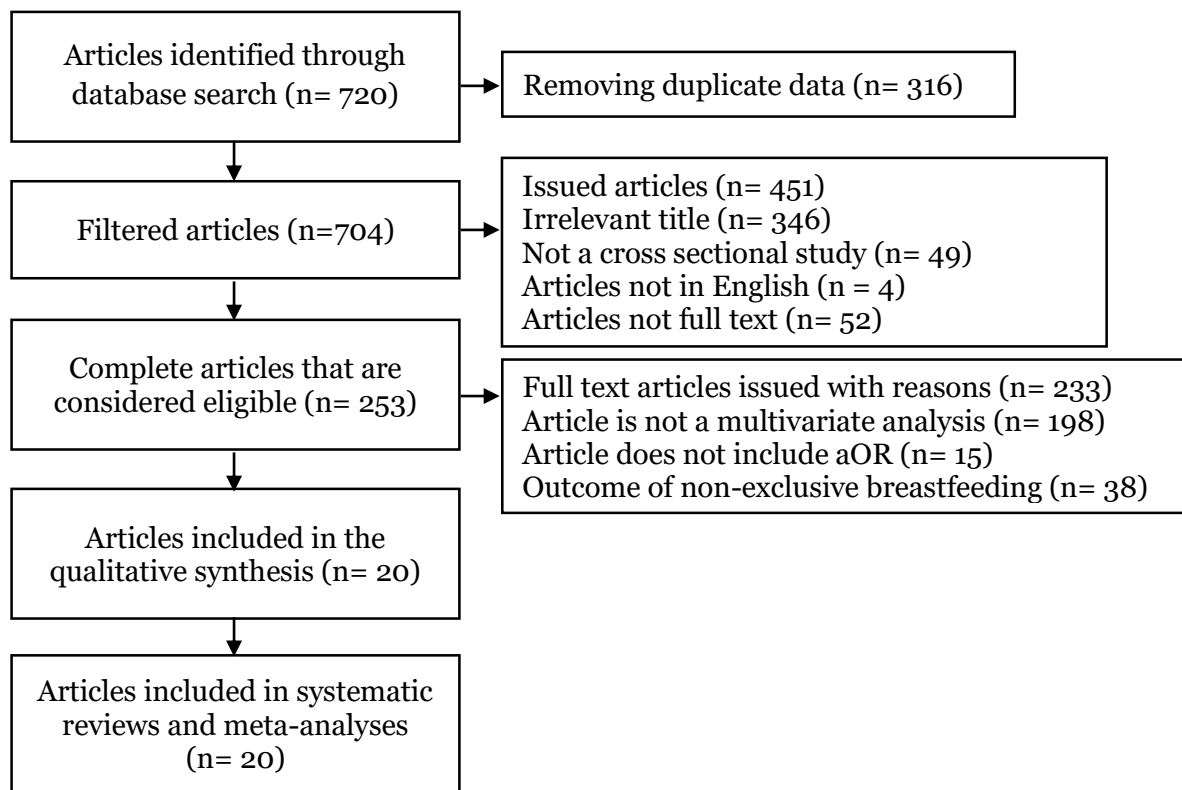 Articles identified through
database search (n= 720)
Removing duplicate data (n= 316)
Filtered articles (n=704)
Issued articles (n= 451)
Irrelevant title (n= 346)
Not a cross sectional study (n= 49)
Articles not in English (n = 4)
Articles not full text (n= 52)
Complete articles that are
considered eligible (n= 253)
Full text articles issued with reasons (n= 233)
Article is not a multivariate analysis (n= 198)
Article does not include aOR (n= 15)
Outcome of non-exclusive breastfeeding (n= 38)
Articles included in the
qualitative synthesis (n= 20)
Articles included in systematic
reviews and meta-analyses
(n= 20)